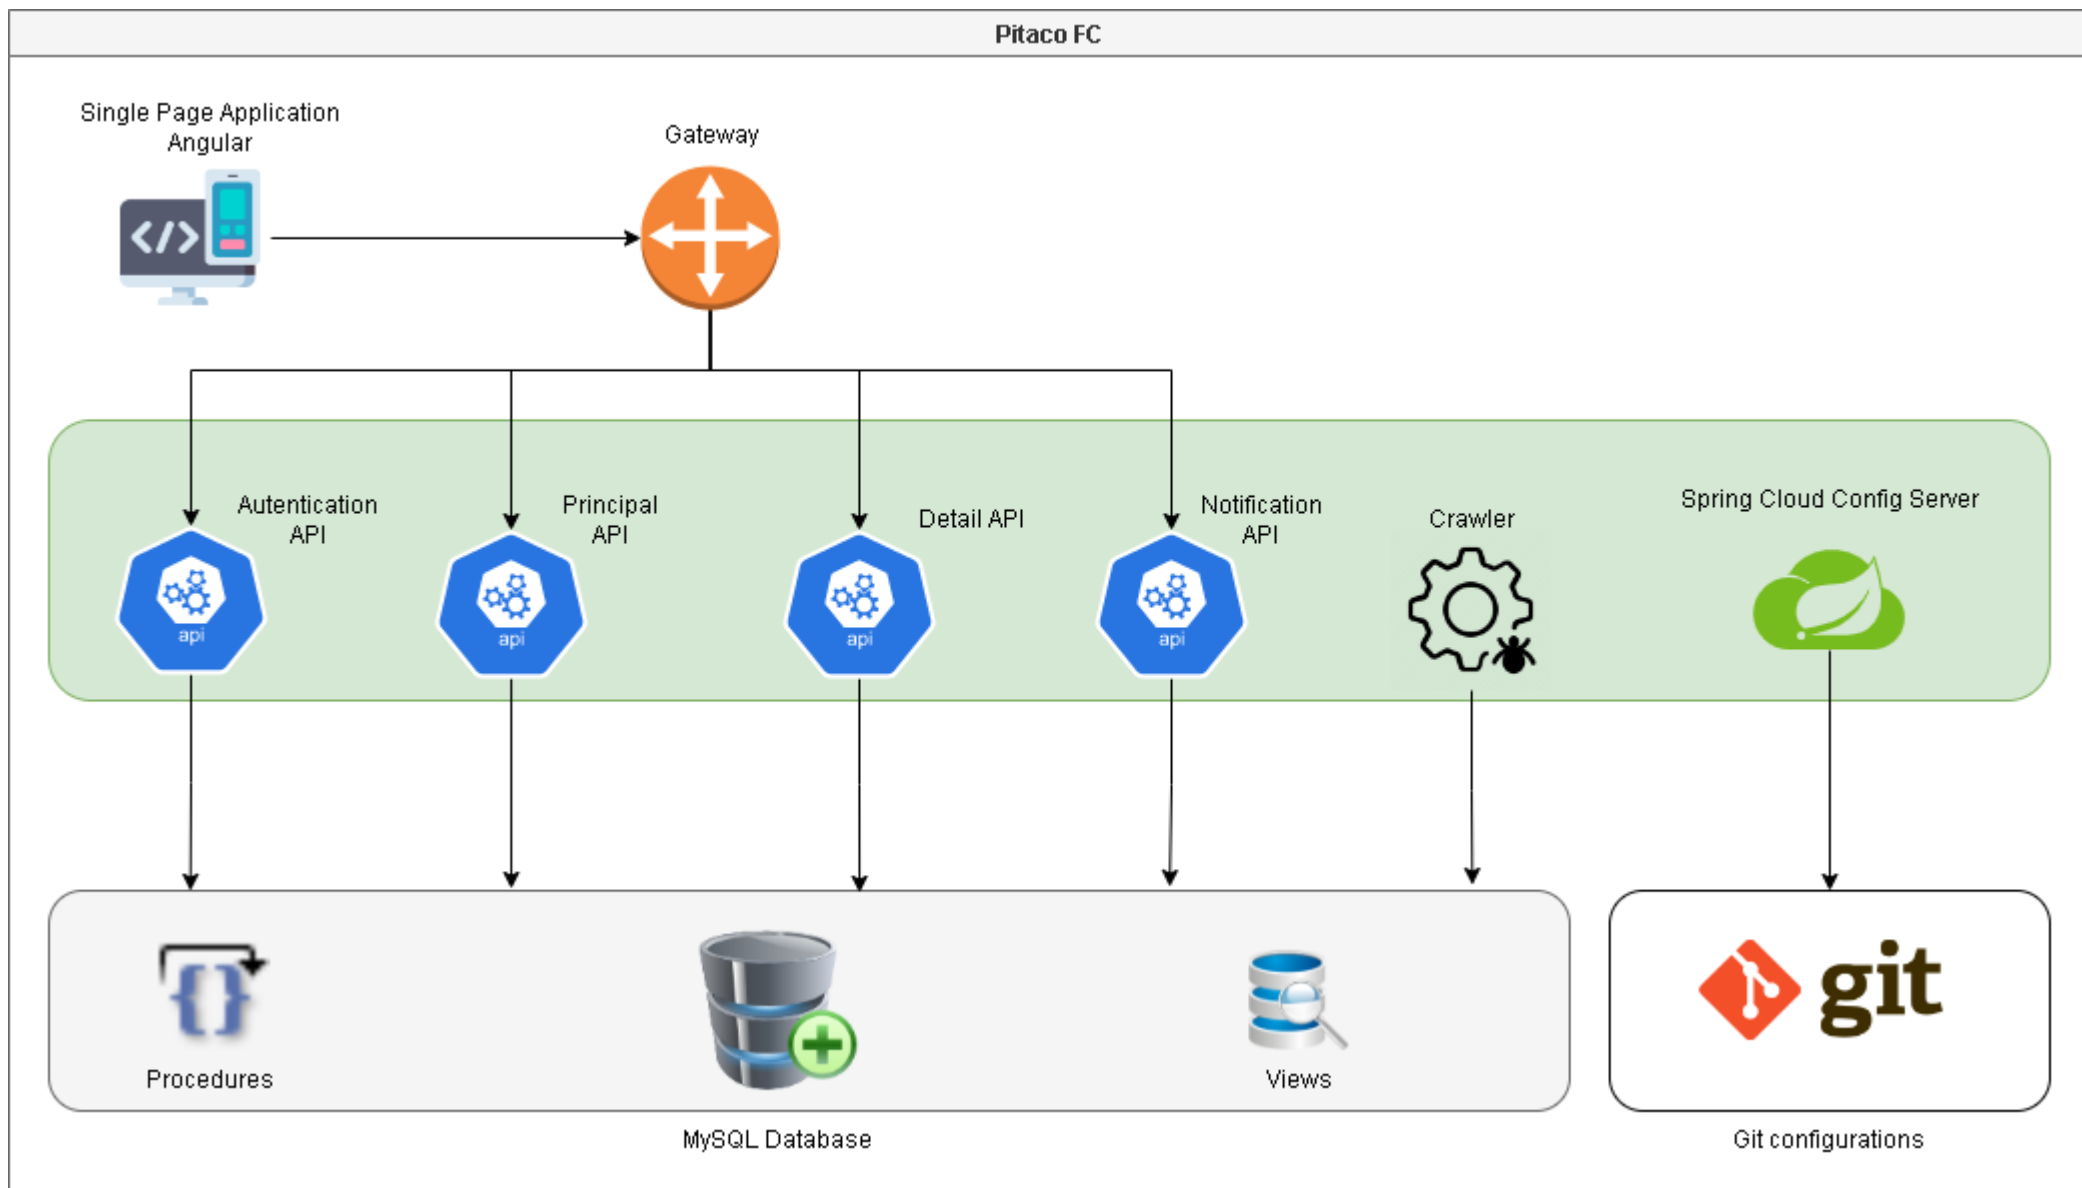 Pitaco FC
Single Page Application
Angular
Gateway
Autentication
API
Principal
API
Detail API
Notification
API
Crawler
Spring Cloud Config Server
api
api
api
api
</>
{}
Procedures
Views
git
MySQL Database
Git configurations